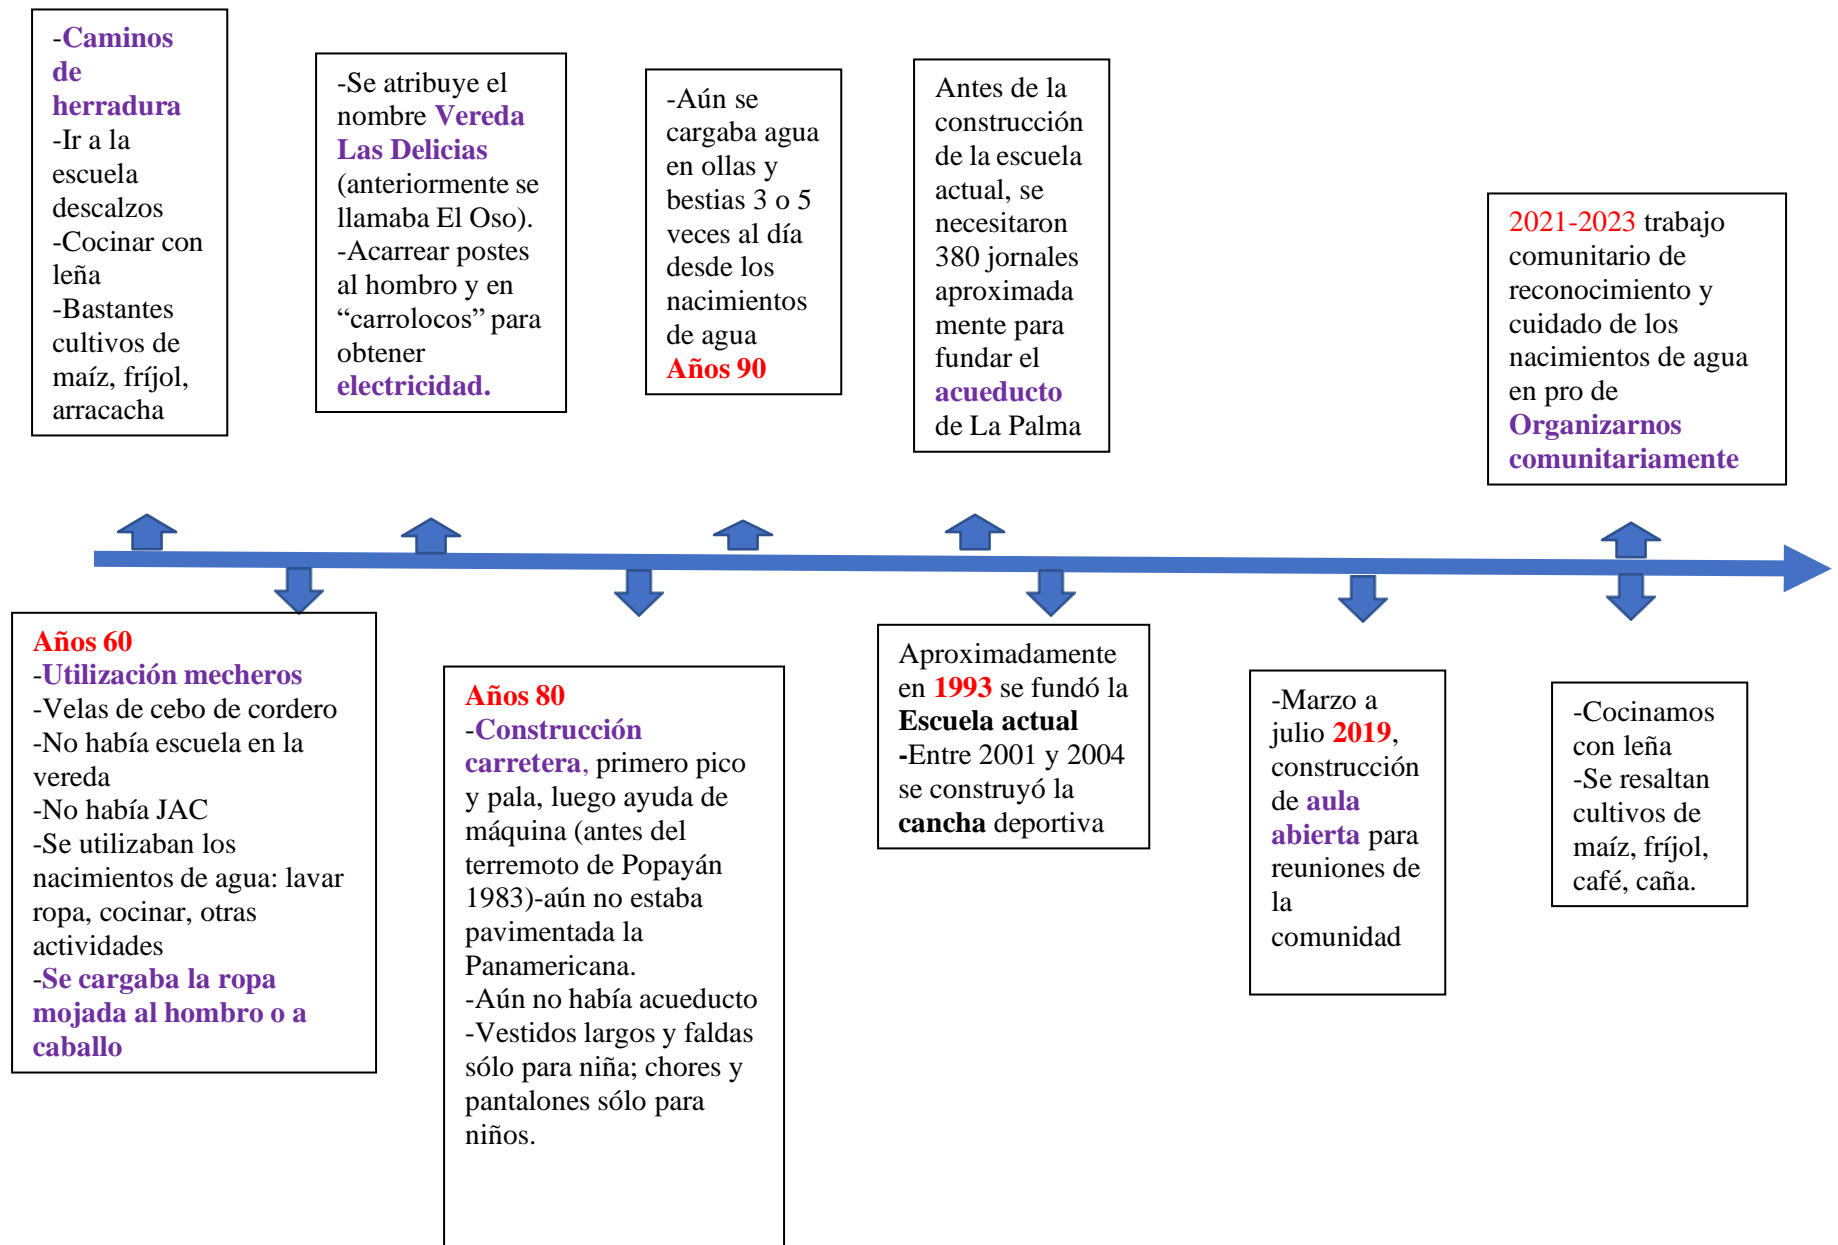 -Caminos
de
herradura
-Ir a la
escuela
descalzos
-Cocinar con
leña
-Bastantes
cultivos de
maíz, fríjol,
arracacha
-Se atribuye el
nombre Vereda
Las Delicias
(anteriormente se
llamaba El Oso).
-Acarrear postes
al hombro y en
“carrolocos” para
obtener
electricidad.
-Aún se
cargaba agua
en ollas y
bestias 3 o 5
veces al día
desde los
nacimientos
de agua
Años 90
Antes de la
construcción
de la escuela
actual, se
necesitaron
380 jornales
aproximada
mente para
fundar el
acueducto
de La Palma
2021-2023 trabajo
comunitario de
reconocimiento y
cuidado de los
nacimientos de agua
en pro de
Organizarnos
comunitariamente
Años 60
-Utilización mecheros
-Velas de cebo de cordero
-No había escuela en la
vereda
-No había JAC
-Se utilizaban los
nacimientos de agua: lavar
ropa, cocinar, otras
actividades
-Se cargaba la ropa
mojada al hombro o a
caballo
Años 80
-Construcción
carretera, primero pico
y pala, luego ayuda de
máquina (antes del
terremoto de Popayán
1983)-aún no estaba
pavimentada la
Panamericana.
-Aún no había acueducto
-Vestidos largos y faldas
sólo para niña; chores y
pantalones sólo para
niños.
Aproximadamente
en 1993 se fundó la
Escuela actual
-Entre 2001 y 2004
se construyó la
cancha deportiva
-Marzo a
julio 2019,
construcción
de aula
abierta para
reuniones de
la
comunidad
-Cocinamos
con leña
-Se resaltan
cultivos de
maíz, fríjol,
café, caña.